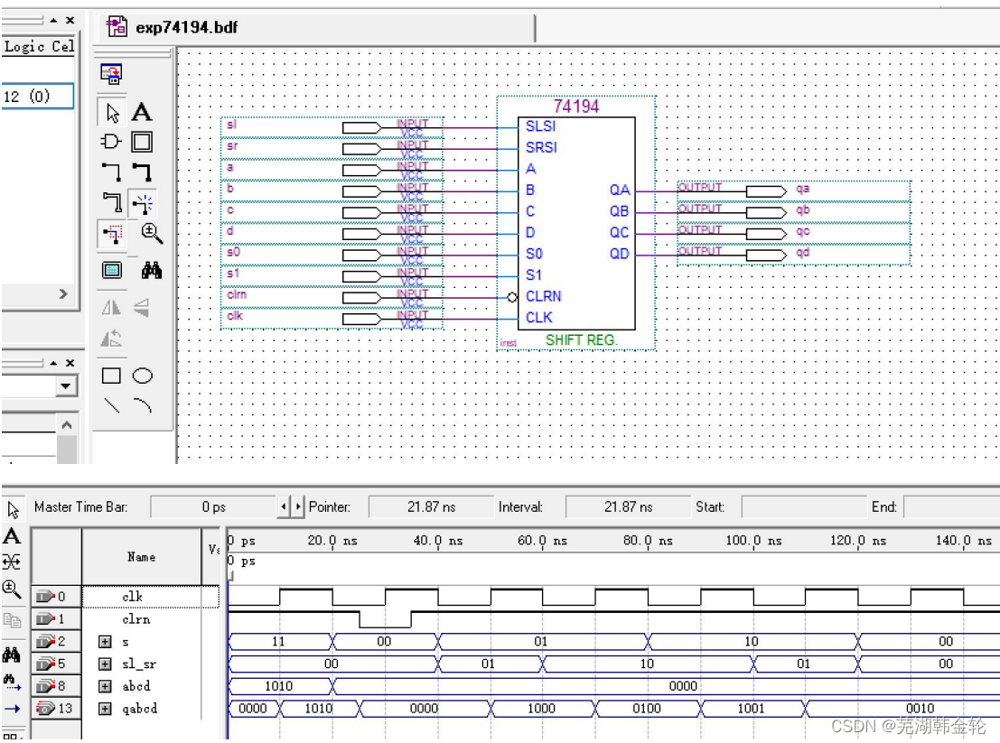 exp74194.bdf
Logic Cel
12 (0)
74194
sl INPUT VCC SLSI
sr INPUT VCC SRSI
a INPUT VCC A
b INPUT VCC B QA OUTPUT qa
c INPUT VCC C QB OUTPUT qb
d INPUT VCC D QC OUTPUT qc
s0 INPUT VCC S0 QD OUTPUT qd
s1 INPUT VCC S1
clrn INPUT VCC CLRN
clk INPUT VCC CLK
inst SHIFT REG.
Master Time Bar: 0 ps Pointer: 21.87 ns Interval: 21.87 ns Start: End:
Name 0 ps 20.0 ns 40.0 ns 60.0 ns 80.0 ns 100.0 ns 120.0 ns 140.0 ns
0 ps
0 clk
1 clrn
2 s 11 00 01 10 00
5 sl_sr 00 01 10 01 00
8 abcd 1010 0000
13 qabcd 0000 1010 0000 1000 0100 1001 0010
CSDN @芜湖韩金轮